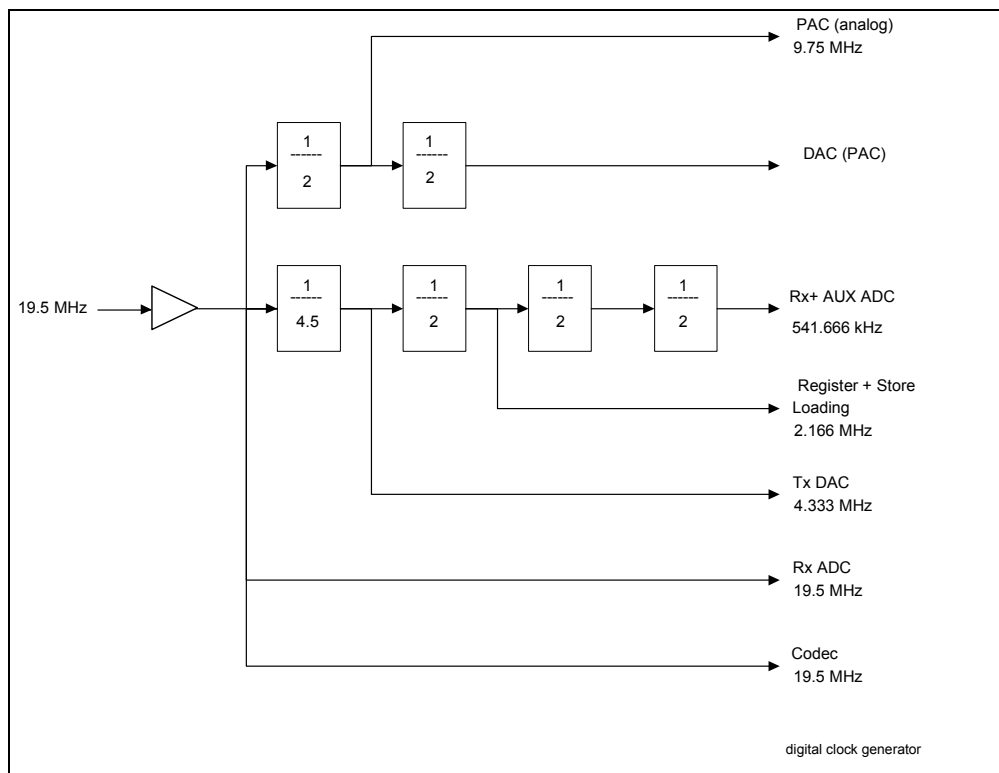 PAC (analog)
9.75 MHz
1
------
2
1
------
2
DAC (PAC)
19.5 MHz
1
------
4.5
1
------
2
1
------
2
1
------
2
Rx+ AUX ADC
541.666 kHz
Register + Store
Loading
2.166 MHz
Tx DAC
4.333 MHz
Rx ADC
19.5 MHz
Codec
19.5 MHz
digital clock generator